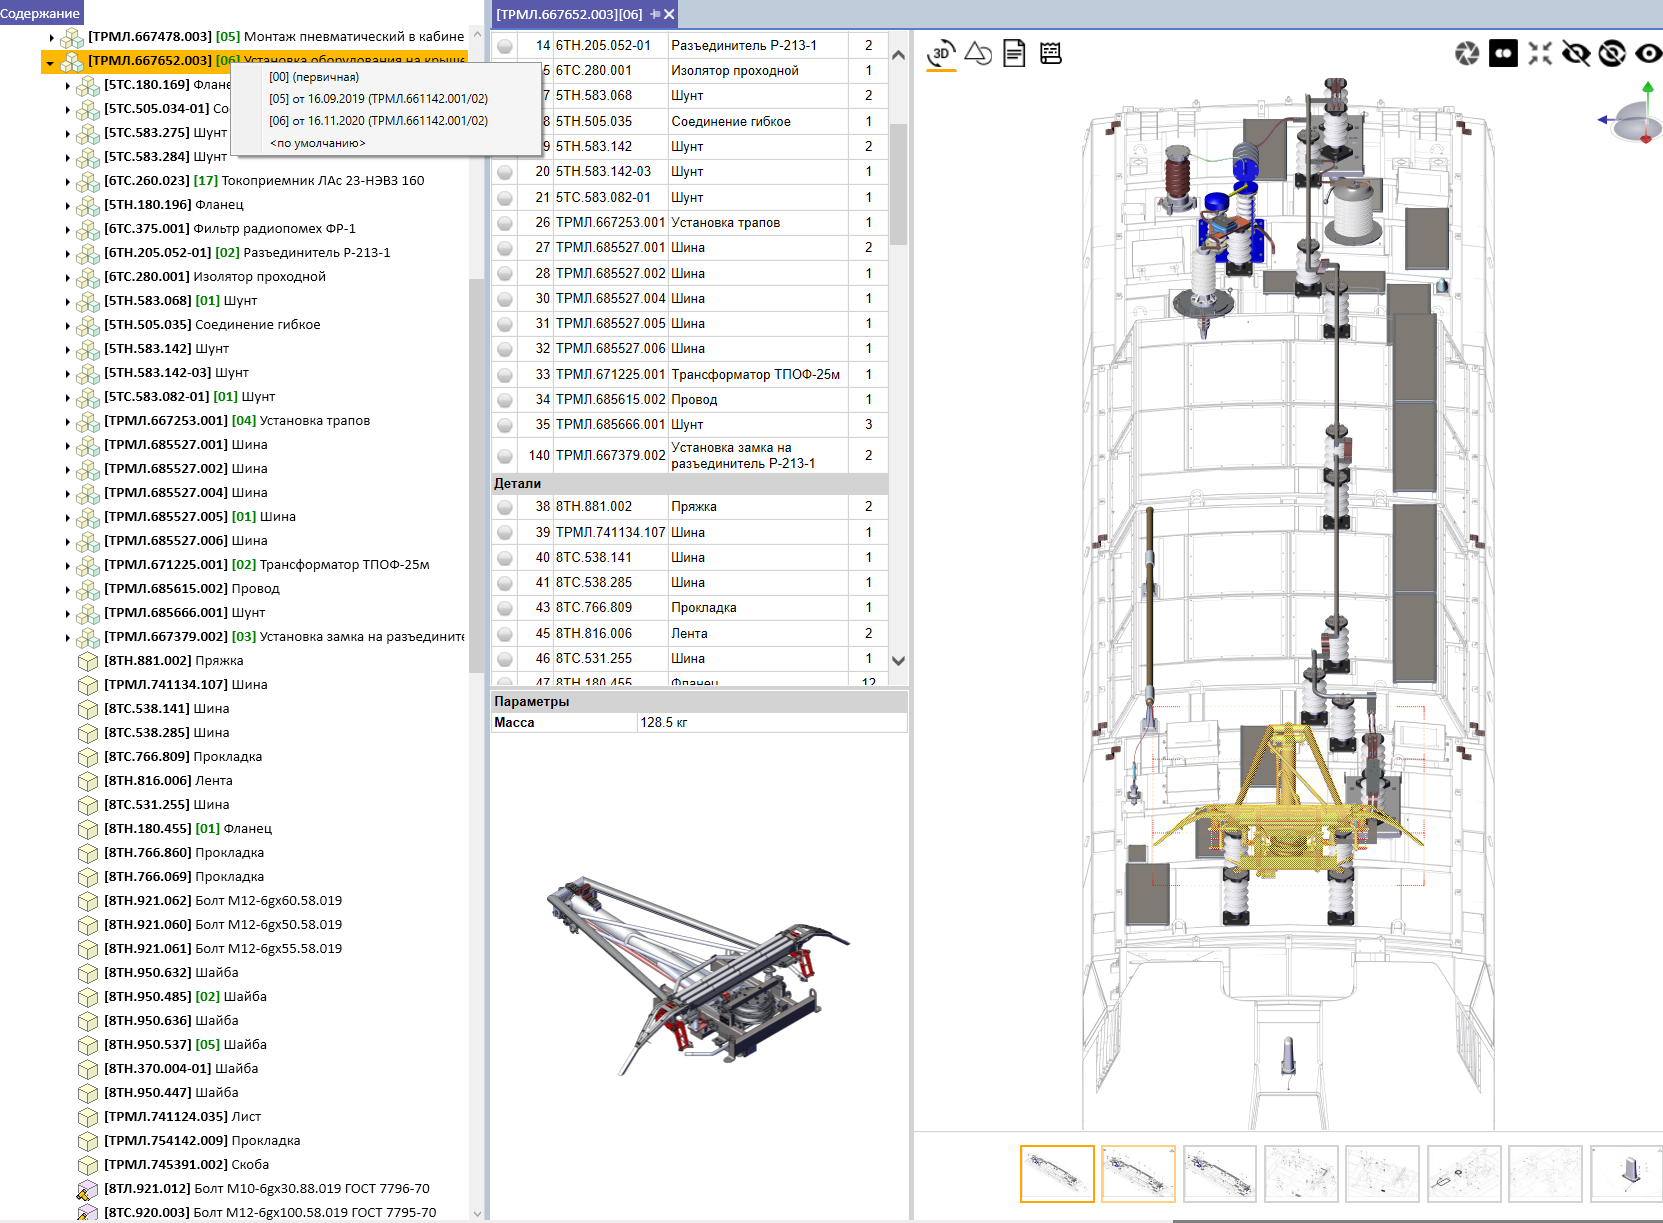 Содержание
[ТРМЛ.667478.003] [05] Монтаж пневматический в кабине
[ТРМЛ.667652.003] [06] Установка оборудования на крыше
[00] (первичная)
[05] от 16.09.2019 (ТРМЛ.661142.001/02)
[06] от 16.11.2020 (ТРМЛ.661142.001/02)
<по умолчанию>
[5ТС.180.169] Флане
[5ТС.505.034-01] Со
[5ТС.583.275] Шунт
[5ТС.583.284] Шунт
[6ТС.260.023] [17] Токоприемник ЛАс 23-НЭВЗ 160
[5ТН.180.196] Фланец
[6ТС.375.001] Фильтр радиопомех ФР-1
[6ТН.205.052-01] [02] Разъединитель Р-213-1
[6ТС.280.001] Изолятор проходной
[5ТН.583.068] [01] Шунт
[5ТН.505.035] Соединение гибкое
[5ТН.583.142] Шунт
[5ТН.583.142-03] Шунт
[5ТС.583.082-01] [01] Шунт
[ТРМЛ.667253.001] [04] Установка трапов
[ТРМЛ.685527.001] Шина
[ТРМЛ.685527.002] Шина
[ТРМЛ.685527.004] Шина
[ТРМЛ.685527.005] [01] Шина
[ТРМЛ.685527.006] Шина
[ТРМЛ.671225.001] [02] Трансформатор ТПОФ-25м
[ТРМЛ.685615.002] Провод
[ТРМЛ.685666.001] Шунт
[ТРМЛ.667379.002] [03] Установка замка на разъедините
[8ТН.881.002] Пряжка
[ТРМЛ.741134.107] Шина
[8ТС.538.141] Шина
[8ТС.538.285] Шина
[8ТС.766.809] Прокладка
[8ТН.816.006] Лента
[8ТС.531.255] Шина
[8ТН.180.455] [01] Фланец
[8ТН.766.860] Прокладка
[8ТН.766.069] Прокладка
[8ТН.921.062] Болт М12-6gx60.58.019
[8ТН.921.060] Болт М12-6gx50.58.019
[8ТН.921.061] Болт М12-6gx55.58.019
[8ТН.950.632] Шайба
[8ТН.950.485] [02] Шайба
[8ТН.950.636] Шайба
[8ТН.950.537] [05] Шайба
[8ТН.370.004-01] Шайба
[8ТН.950.447] Шайба
[ТРМЛ.741124.035] Лист
[ТРМЛ.754142.009] Прокладка
[ТРМЛ.745391.002] Скоба
[8ТЛ.921.012] Болт М10-6gx30.88.019 ГОСТ 7796-70
[8ТС.920.003] Болт М12-6gx100.58.019 ГОСТ 7795-70
[ТРМЛ.667652.003][06]
14 6ТН.205.052-01 Разъединитель Р-213-1 2
5 6ТС.280.001 Изолятор проходной 1
7 5ТН.583.068 Шунт 2
8 5ТН.505.035 Соединение гибкое 1
9 5ТН.583.142 Шунт 2
20 5ТН.583.142-03 Шунт 1
21 5ТС.583.082-01 Шунт 1
26 ТРМЛ.667253.001 Установка трапов 1
27 ТРМЛ.685527.001 Шина 2
28 ТРМЛ.685527.002 Шина 1
30 ТРМЛ.685527.004 Шина 1
31 ТРМЛ.685527.005 Шина 1
32 ТРМЛ.685527.006 Шина 1
33 ТРМЛ.671225.001 Трансформатор ТПОФ-25м 1
34 ТРМЛ.685615.002 Провод 1
35 ТРМЛ.685666.001 Шунт 3
140 ТРМЛ.667379.002 Установка замка на разъединитель Р-213-1 2
Детали
38 8ТН.881.002 Пряжка 2
39 ТРМЛ.741134.107 Шина 1
40 8ТС.538.141 Шина 1
41 8ТС.538.285 Шина 1
43 8ТС.766.809 Прокладка 1
45 8ТН.816.006 Лента 2
46 8ТС.531.255 Шина 1
47 8ТН.180.455 Фланец 12
Параметры
Масса 128.5 кг
3D